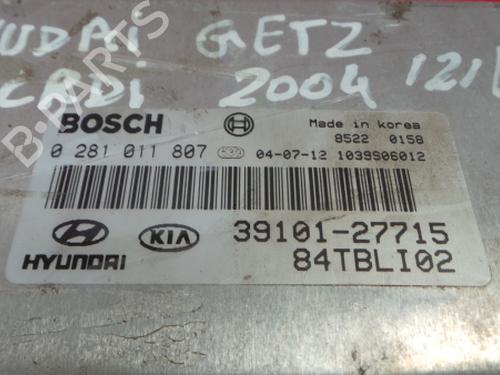 GETZ
CRDi 2004
BOSCH
Made in korea
8522 0158
0 281 011 807 04-07-12 1039S06012
HYUNDAI KIA 39101-27715
84TBLI02
B-Parts